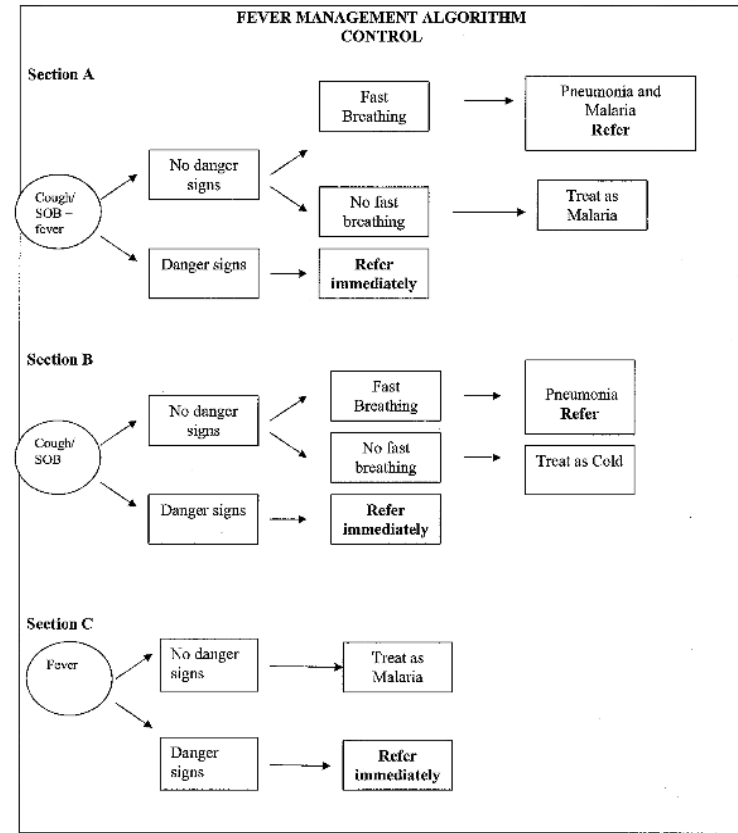 FEVER MANAGEMENT ALGORITHM
CONTROL
Section A
Fast
Breathing
Pneumonia and
Malaria
Refer
No danger
signs
Cough/
SOB –
fever
No fast
breathing
Treat as
Malaria
Danger signs
Refer
immediately
Section B
Fast
Breathing
Pneumonia
Refer
No danger
signs
Cough/
SOB
No fast
breathing
Treat as Cold
Danger signs
Refer
immediately
Section C
Fever
No danger
signs
Treat as
Malaria
Danger
signs
Refer
immediately